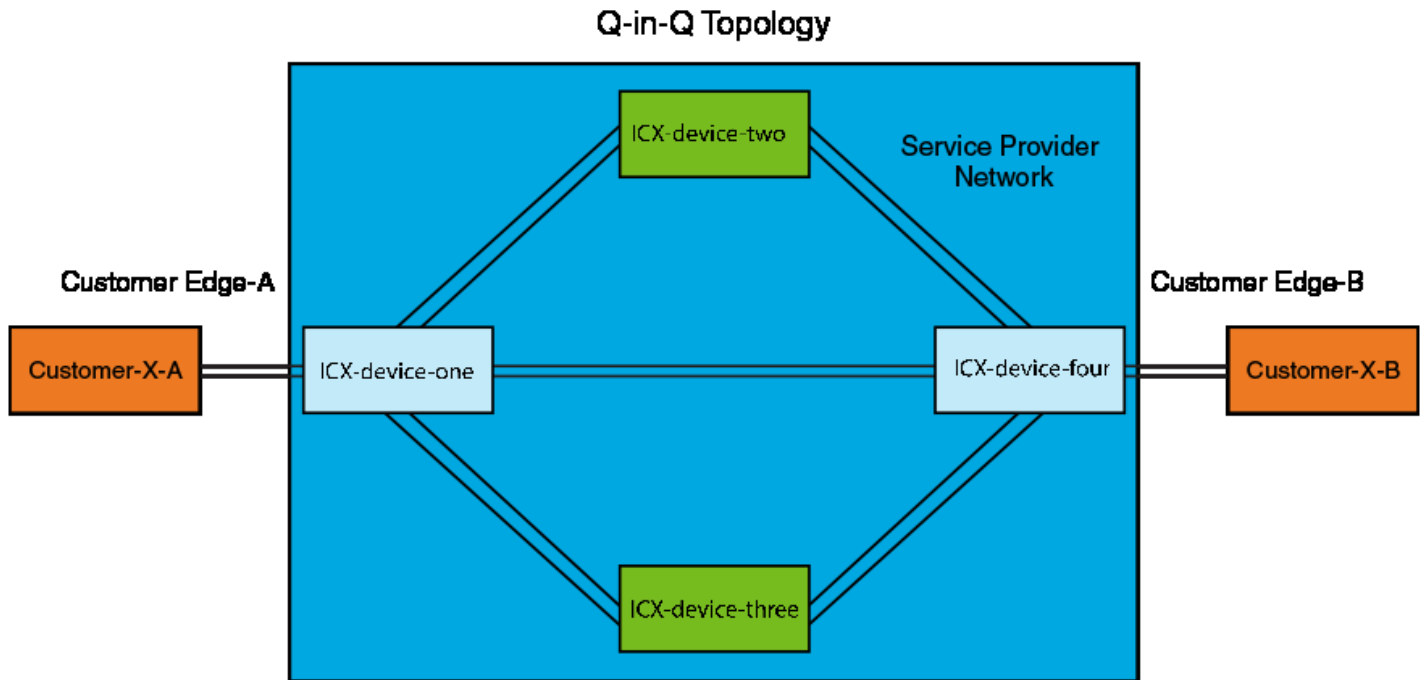 Q-in-Q Topology
ICX-device-two
Service Provider
Network
Customer Edge-A
Customer Edge-B
Customer-X-A
ICX-device-one
ICX-device-four
Customer-X-B
ICX-device-three